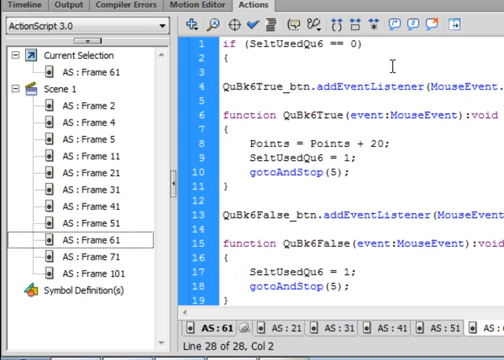 Timeline Output Compiler Errors Motion Editor Actions
ActionScript 3.0
Current Selection
AS : Frame 61
Scene 1
AS : Frame 2
AS : Frame 4
AS : Frame 5
AS : Frame 11
AS : Frame 21
AS : Frame 31
AS : Frame 41
AS : Frame 51
AS : Frame 61
AS : Frame 71
AS : Frame 101
Symbol Definition(s)
1 if (SeltUsedQu6 == 0)
2 {
3
4 QuBk6True_btn.addEventListener(MouseEvent.
5
6 function QuBk6True(event:MouseEvent):void
7 {
8 Points = Points + 20;
9 SeltUsedQu6 = 1;
10 gotoAndStop(5);
11 }
12
13 QuBk6False_btn.addEventListener(MouseEvent
14
15 function QuBk6False(event:MouseEvent):void
16 {
17 SeltUsedQu6 = 1;
18 gotoAndStop(5);
19 }
AS : 61 AS : 21 AS : 31 AS : 41 AS : 51 AS : 6
Line 28 of 28, Col 2